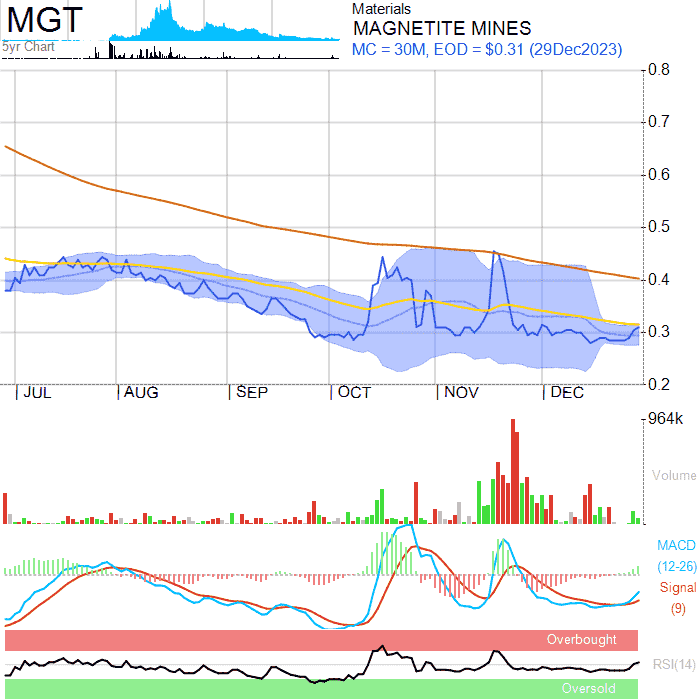 MGT
5yr Chart
Materials
MAGNETITE MINES
MC = 30M, EOD = $0.31 (29Dec2023)
0.8
0.7
0.6
0.5
0.4
0.3
0.2
JUL AUG SEP OCT NOV DEC
964k
Volume
MACD
(12-26)
Signal
(9)
Overbought
RSI(14)
Oversold